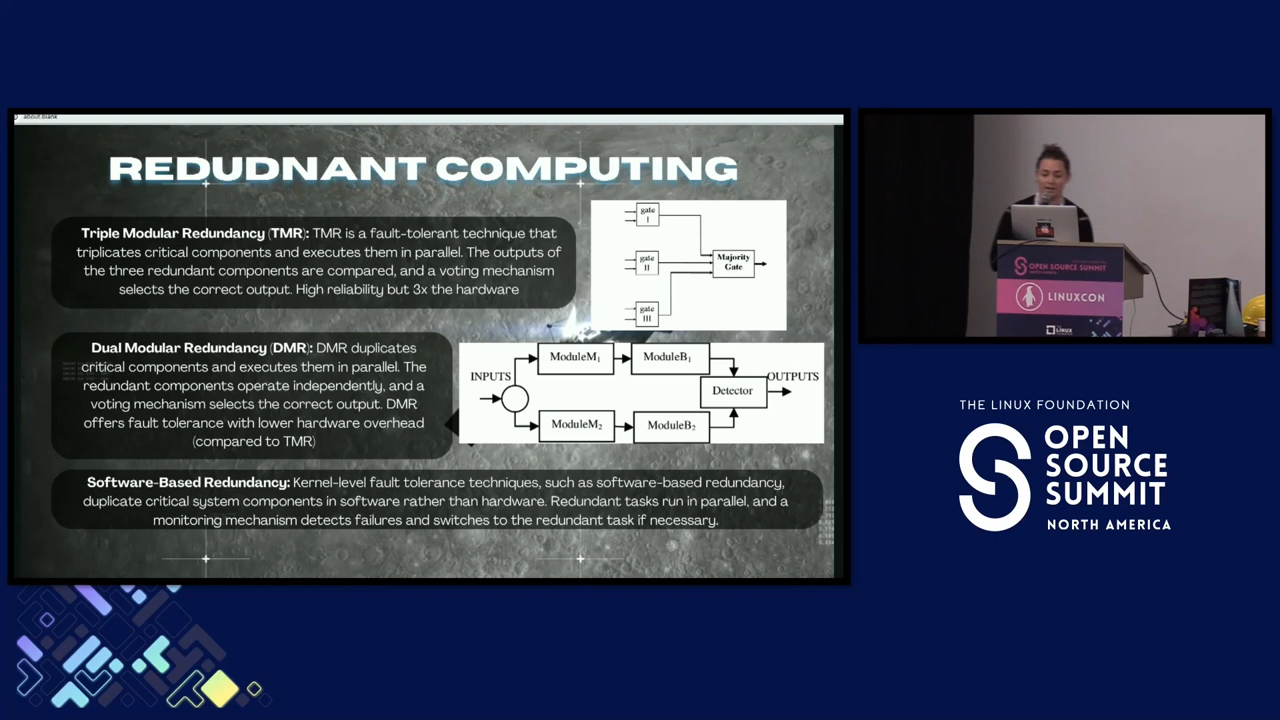 about:blank
REDUDNANT COMPUTING
Triple Modular Redundancy (TMR): TMR is a fault-tolerant technique that
triplicates critical components and executes them in parallel. The outputs of
the three redundant components are compared, and a voting mechanism
selects the correct output. High reliability but 3x the hardware
gate
I
gate
II
gate
III
Majority
Gate
Dual Modular Redundancy (DMR): DMR duplicates
critical components and executes them in parallel. The
redundant components operate independently, and a
voting mechanism selects the correct output. DMR
offers fault tolerance with lower hardware overhead
(compared to TMR)
INPUTS
ModuleM1
ModuleB1
ModuleM2
ModuleB2
Detector
OUTPUTS
Software-Based Redundancy: Kernel-level fault tolerance techniques, such as software-based redundancy,
duplicate critical system components in software rather than hardware. Redundant tasks run in parallel, and a
monitoring mechanism detects failures and switches to the redundant task if necessary.
OPEN SOURCE SUMMIT
NORTH AMERICA
LINUXCON
LINUX
THE LINUX FOUNDATION
OPEN
SOURCE
SUMMIT
NORTH AMERICA